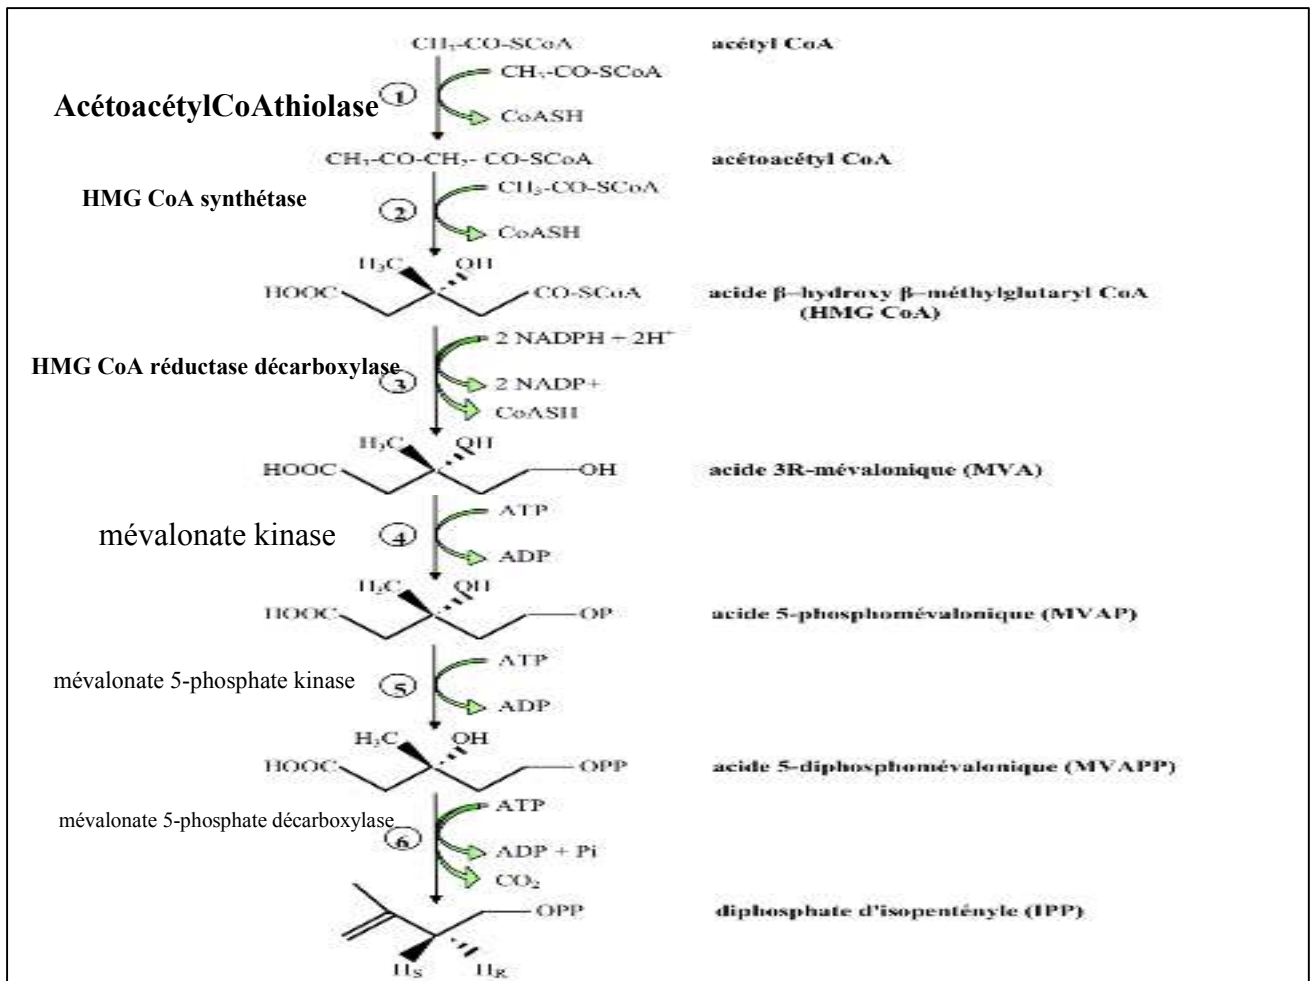 CH₃-CO-SCoA acétyl CoA
CH₃-CO-SCoA
AcétoacétylCoAthiolase 1
CoASH
CH₃-CO-CH₂- CO-SCoA acétoacétyl CoA
CH₃-CO-SCoA
HMG CoA synthétase 2
CoASH
H₃C OH
HOOC CO-SCoA acide β–hydroxy β–méthylglutaryl CoA
(HMG CoA)
2 NADPH + 2H⁺
HMG CoA réductase décarboxylase 3 2 NADP+
CoASH
H₃C OH
HOOC OH acide 3R-mévalonique (MVA)
ATP
mévalonate kinase 4
ADP
H₃C OH
HOOC OP acide 5-phosphomévalonique (MVAP)
ATP
mévalonate 5-phosphate kinase 5
ADP
H₃C OH
HOOC OPP acide 5-diphosphomévalonique (MVAPP)
ATP
mévalonate 5-phosphate décarboxylase 6
ADP + Pi
CO₂
OPP diphosphate d'isopentényle (IPP)
H_S H_R